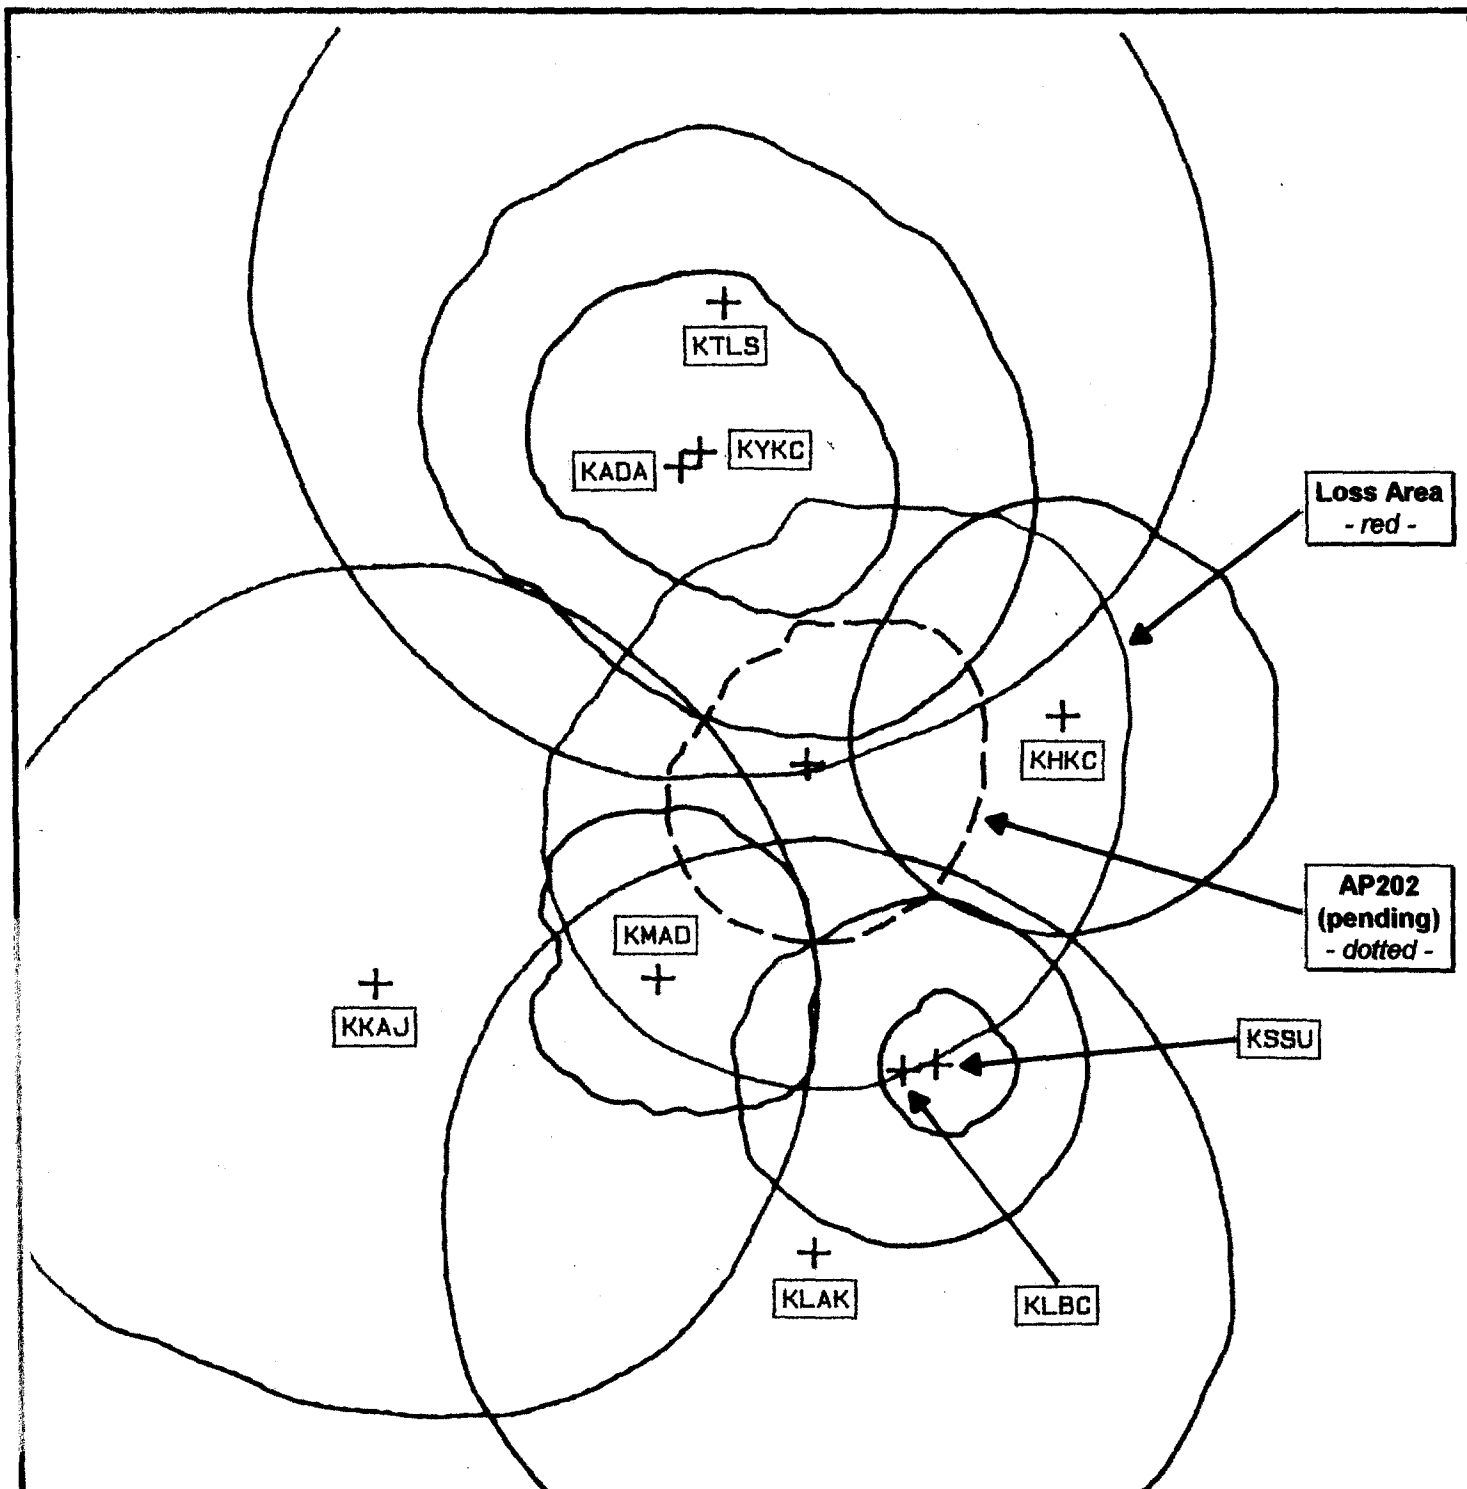 KTLS
KYKC
KADA
Loss Area
- red -
KHKC
AP202
(pending)
- dotted -
KMAD
KKAJ
KSSU
KLAK
KLBC